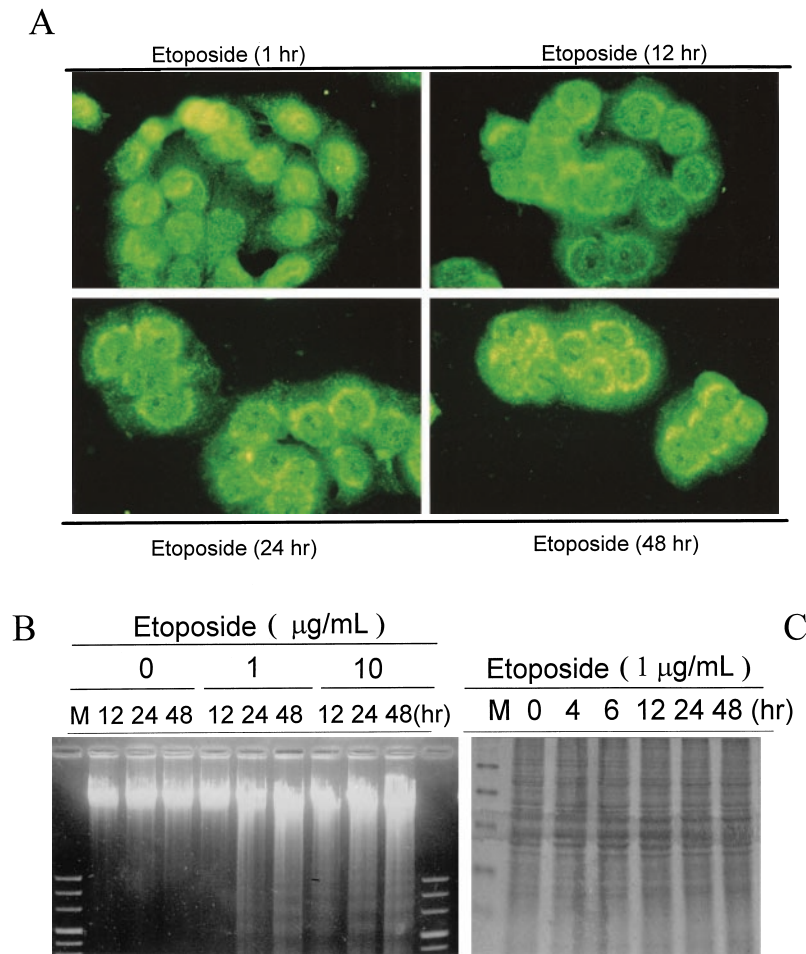 A
Etoposide (1 hr)
Etoposide (12 hr)
Etoposide (24 hr)
Etoposide (48 hr)
B
Etoposide ( μg/mL )
0 1 10
M 12 24 48 12 24 48 12 24 48(hr)
C
Etoposide ( 1 μg/mL )
M 0 4 6 12 24 48 (hr)